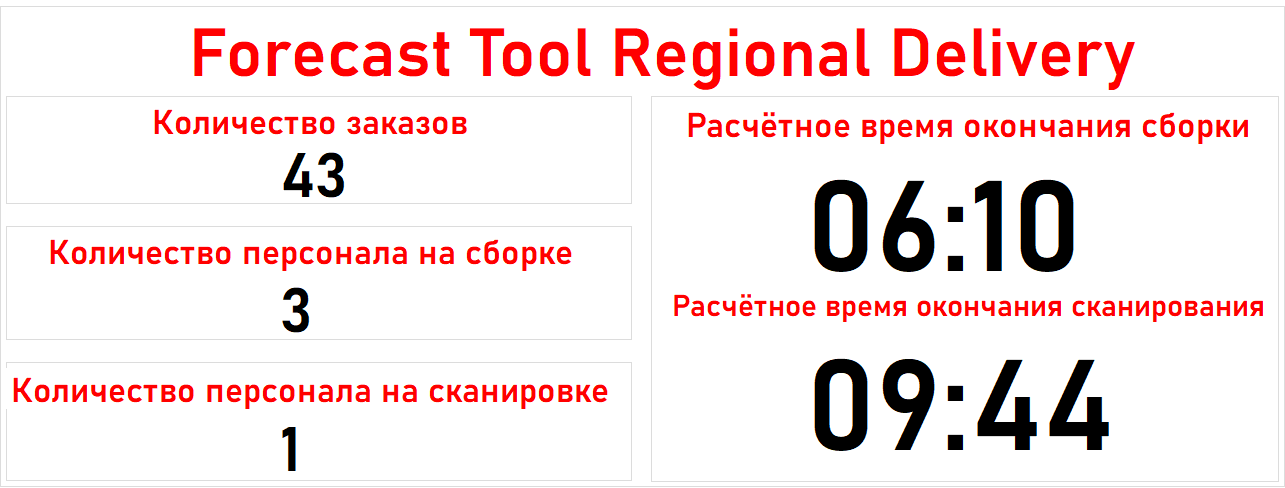 Forecast Tool Regional Delivery
Количество заказов
43
Количество персонала на сборке
3
Количество персонала на сканировке
1
Расчётное время окончания сборки
06:10
Расчётное время окончания сканирования
09:44